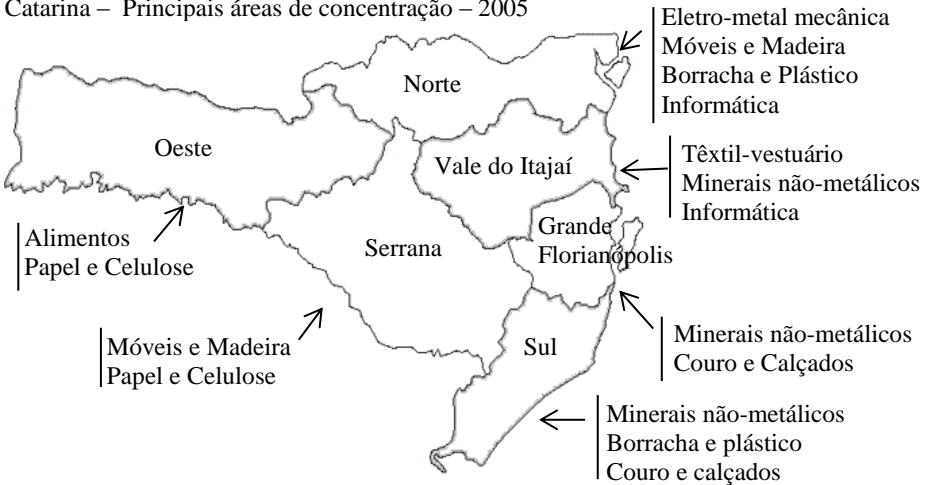 Catarina – Principais áreas de concentração – 2005
Eletro-metal mecânica
Móveis e Madeira
Borracha e Plástico
Informática
Norte
Oeste
Vale do Itajaí
Têxtil-vestuário
Minerais não-metálicos
Informática
Alimentos
Papel e Celulose
Serrana
Grande
Florianópolis
Móveis e Madeira
Papel e Celulose
Sul
Minerais não-metálicos
Couro e Calçados
Minerais não-metálicos
Borracha e plástico
Couro e calçados